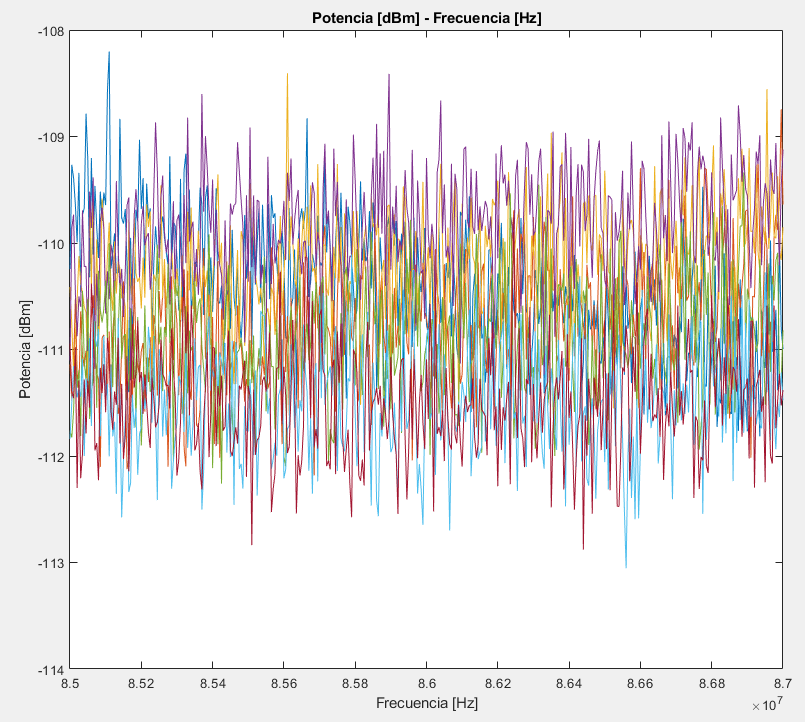 Potencia [dBm] - Frecuencia [Hz]
-108
-109
-110
-111
-112
-113
-114
Potencia [dBm]
8.5 8.52 8.54 8.56 8.58 8.6 8.62 8.64 8.66 8.68 8.7
Frecuencia [Hz]
×10⁷